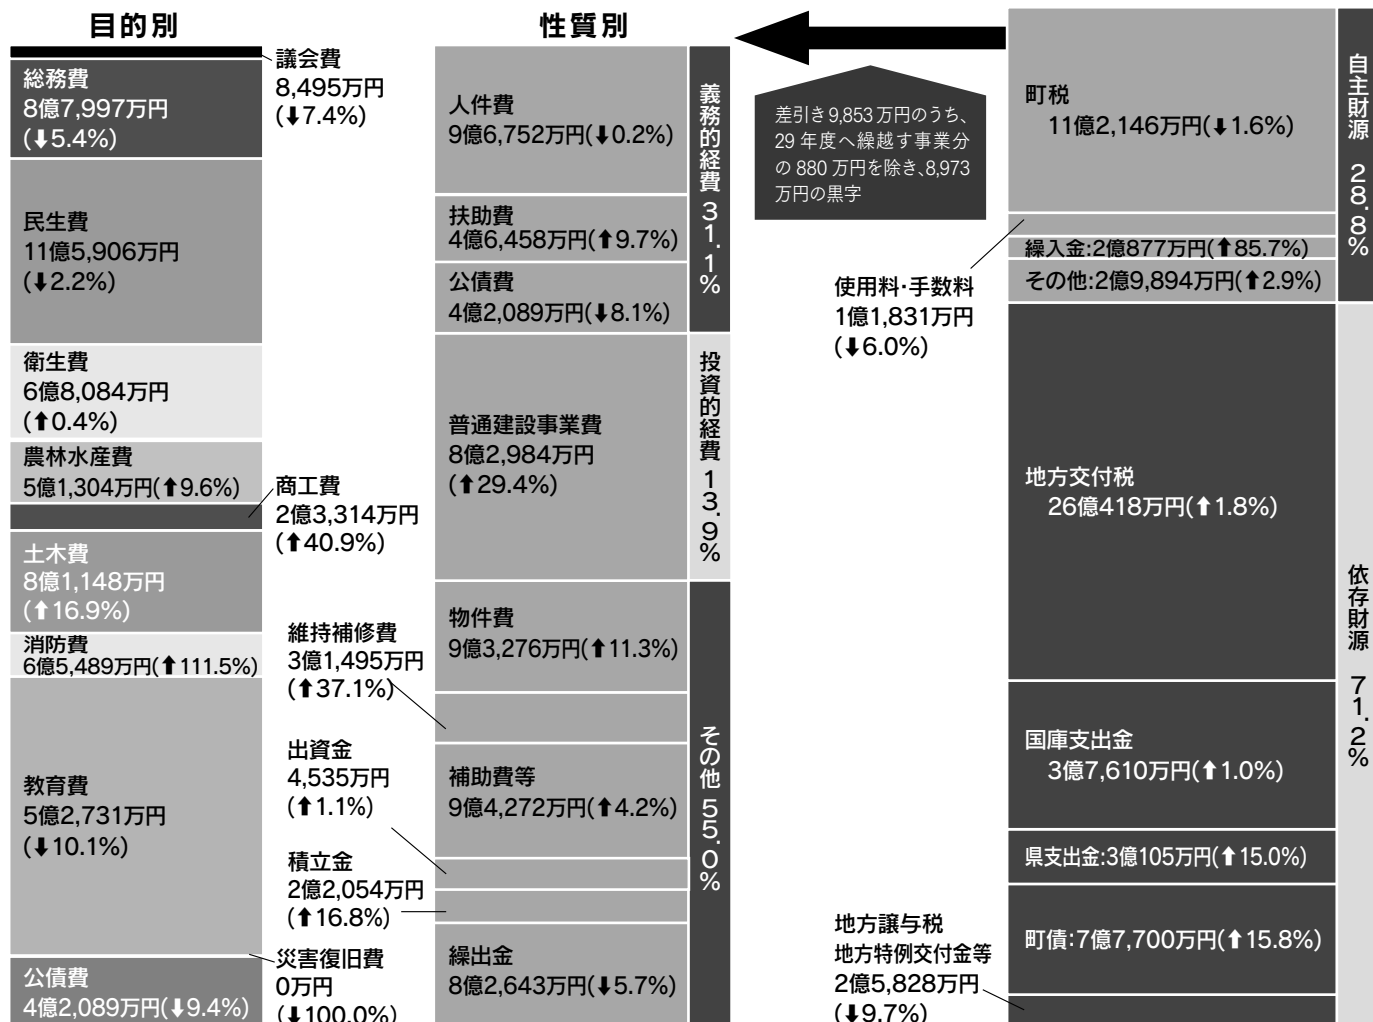 目的別
議会費
8,495万円
(⬇7.4%)
総務費
8億7,997万円
(⬇5.4%)
民生費
11億5,906万円
(⬇2.2%)
衛生費
6億8,084万円
(⬆0.4%)
農林水産費
5億1,304万円(⬆9.6%)
商工費
2億3,314万円
(⬆40.9%)
土木費
8億1,148万円
(⬆16.9%)
消防費
6億5,489万円(⬆111.5%)
教育費
5億2,731万円
(⬇10.1%)
災害復旧費
0万円
(⬇100.0%)
公債費
4億2,089万円(⬇9.4%)
性質別
人件費
9億6,752万円(⬇0.2%)
扶助費
4億6,458万円(⬆9.7%)
公債費
4億2,089万円(⬇8.1%)
義務的経費 31.1%
普通建設事業費
8億2,984万円
(⬆29.4%)
投資的経費 13.9%
物件費
9億3,276万円(⬆11.3%)
維持補修費
3億1,495万円
(⬆37.1%)
補助費等
9億4,272万円(⬆4.2%)
出資金
4,535万円
(⬆1.1%)
積立金
2億2,054万円
(⬆16.8%)
繰出金
8億2,643万円(⬇5.7%)
その他 55.0%
差引き9,853万円のうち、
29年度へ繰越す事業分
の880万円を除き、8,973
万円の黒字
町税
11億2,146万円(⬇1.6%)
使用料・手数料
1億1,831万円
(⬇6.0%)
繰入金:2億877万円(⬆85.7%)
その他:2億9,894万円(⬆2.9%)
自主財源 28.8%
地方交付税
26億418万円(⬆1.8%)
国庫支出金
3億7,610万円(⬆1.0%)
県支出金:3億105万円(⬆15.0%)
町債:7億7,700万円(⬆15.8%)
地方譲与税
地方特例交付金等
2億5,828万円
(⬇9.7%)
依存財源 71.2%